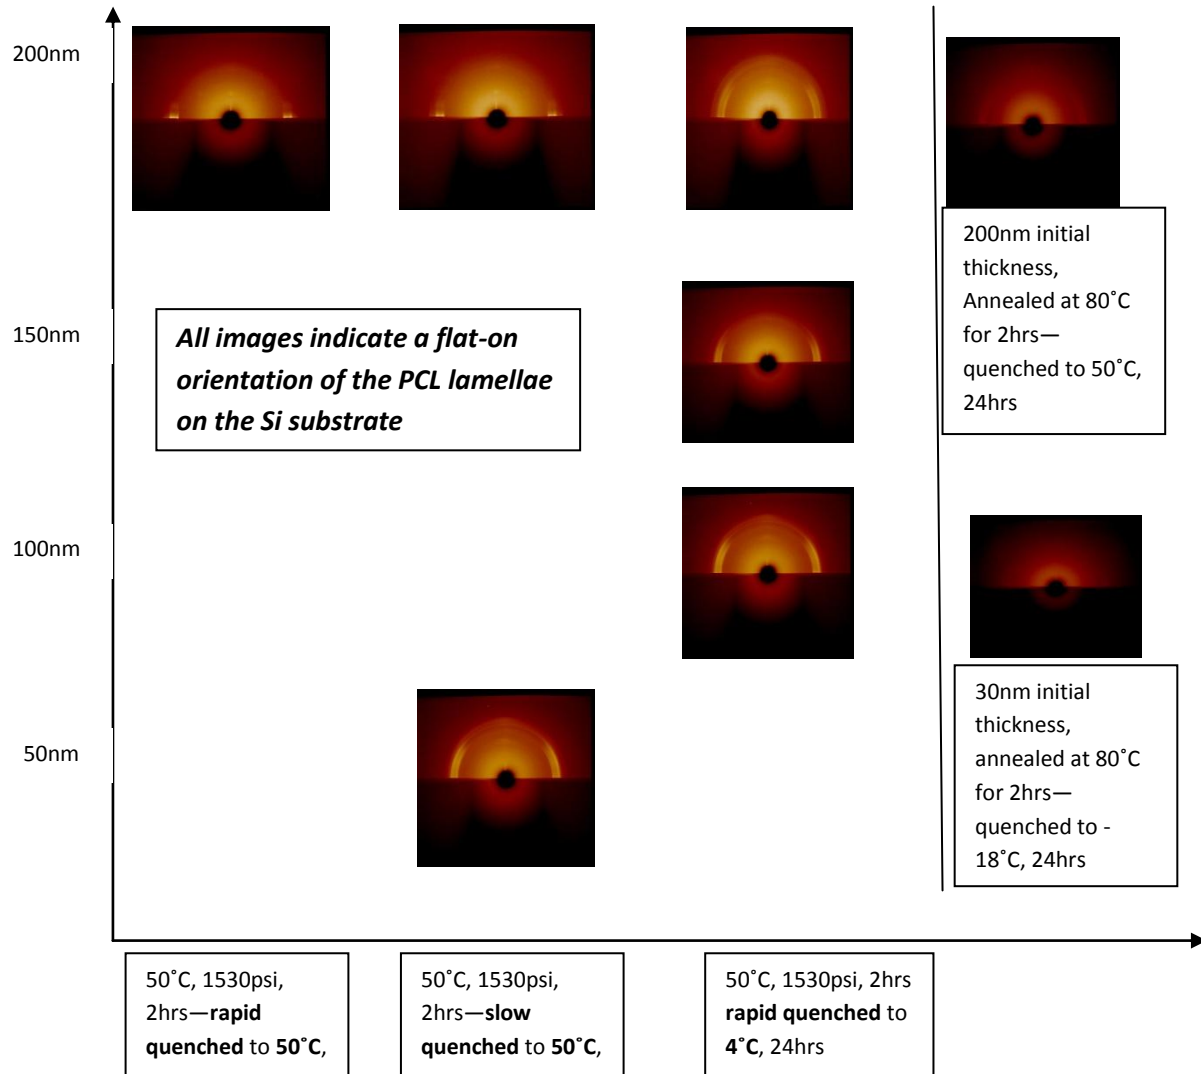 200nm
150nm
100nm
50nm
All images indicate a flat-on
orientation of the PCL lamellae
on the Si substrate
200nm initial
thickness,
Annealed at 80˚C
for 2hrs—
quenched to 50˚C,
24hrs
30nm initial
thickness,
annealed at 80˚C
for 2hrs—
quenched to -
18˚C, 24hrs
50˚C, 1530psi,
2hrs—rapid
quenched to 50˚C,
50˚C, 1530psi,
2hrs—slow
quenched to 50˚C,
50˚C, 1530psi, 2hrs
rapid quenched to
4˚C, 24hrs